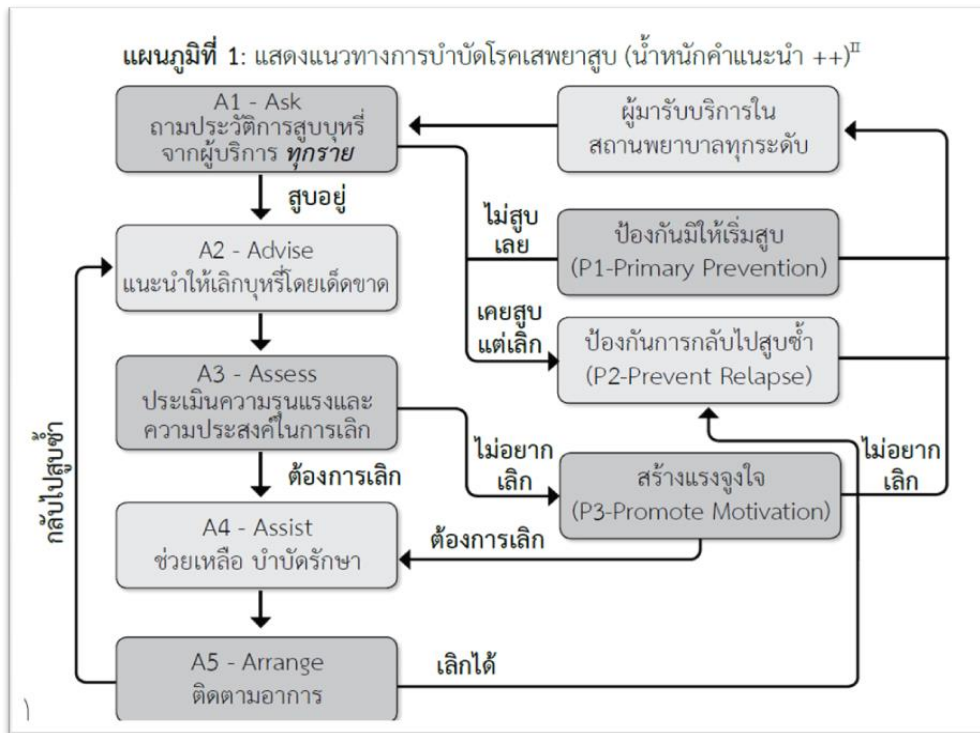 แผนภูมิที่ 1: แสดงแนวทางการบำบัดโรคเสพยาสูบ (น้ำหนักคำแนะนำ ++)II
A1 - Ask
ถามประวัติการสูบบุหรี่
จากผู้บริการ ทุกราย
ผู้มารับบริการใน
สถานพยาบาลทุกระดับ
สูบอยู่
ไม่สูบ
เลย
ป้องกันมิให้เริ่มสูบ
(P1-Primary Prevention)
A2 - Advise
แนะนำให้เลิกบุหรี่โดยเด็ดขาด
เคยสูบ
แต่เลิก
ป้องกันการกลับไปสูบซ้ำ
(P2-Prevent Relapse)
A3 - Assess
ประเมินความรุนแรงและ
ความประสงค์ในการเลิก
ไม่อยาก
เลิก
สร้างแรงจูงใจ
(P3-Promote Motivation)
ไม่อยาก
เลิก
ต้องการเลิก
A4 - Assist
ช่วยเหลือ บำบัดรักษา
ต้องการเลิก
กลับไปสูบซ้ำ
A5 - Arrange
ติดตามอาการ
เลิกได้
)